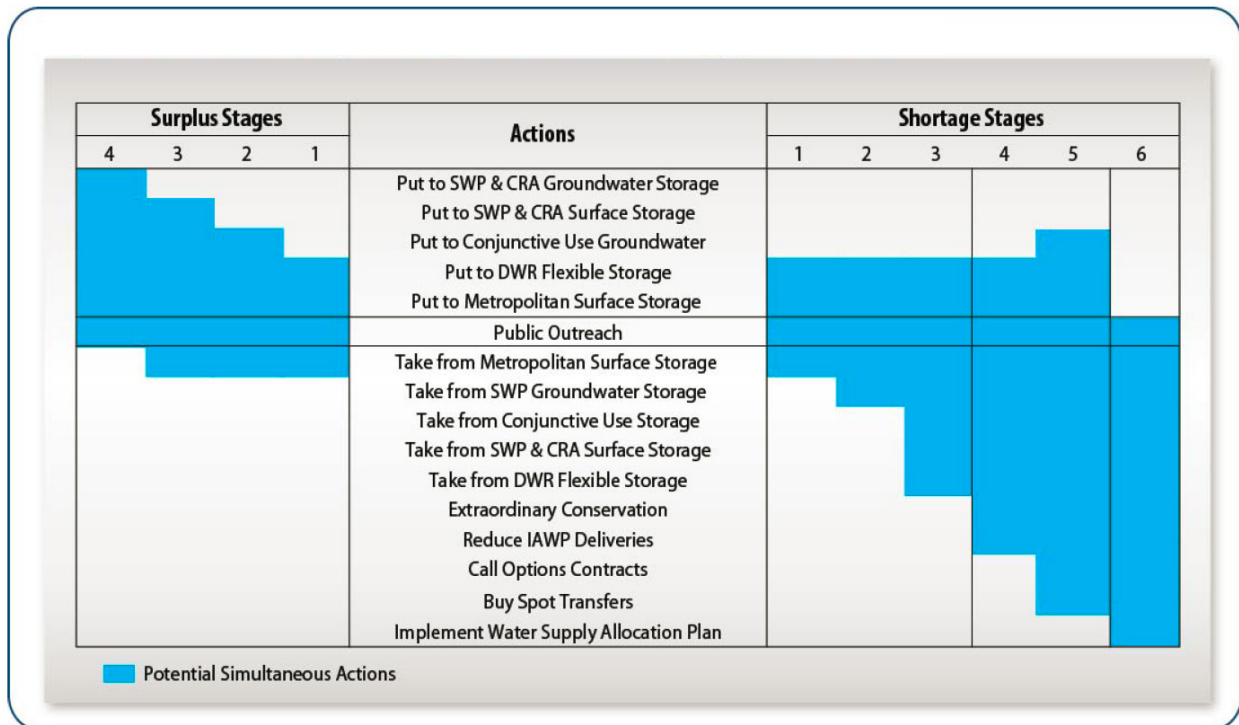 Surplus Stages
Actions
Shortage Stages
4 3 2 1
1 2 3 4 5 6
Put to SWP & CRA Groundwater Storage
Put to SWP & CRA Surface Storage
Put to Conjunctive Use Groundwater
Put to DWR Flexible Storage
Put to Metropolitan Surface Storage
Public Outreach
Take from Metropolitan Surface Storage
Take from SWP Groundwater Storage
Take from Conjunctive Use Storage
Take from SWP & CRA Surface Storage
Take from DWR Flexible Storage
Extraordinary Conservation
Reduce IAWP Deliveries
Call Options Contracts
Buy Spot Transfers
Implement Water Supply Allocation Plan
Potential Simultaneous Actions